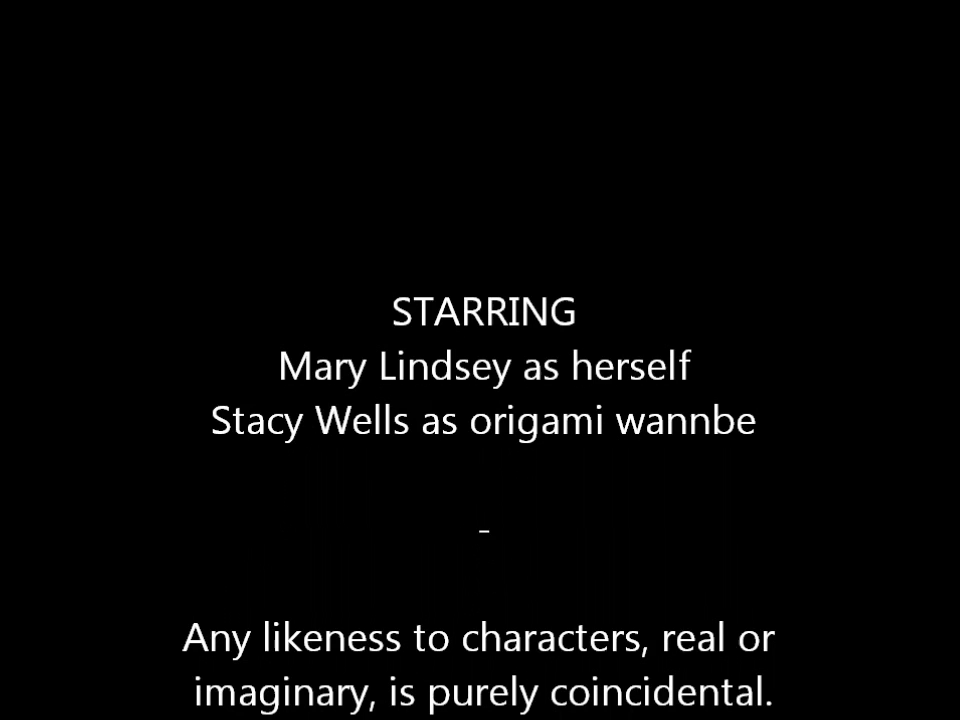 STARRING
Mary Lindsey as herself
Stacy Wells as origami wannbe
-
Any likeness to characters, real or
imaginary, is purely coincidental.